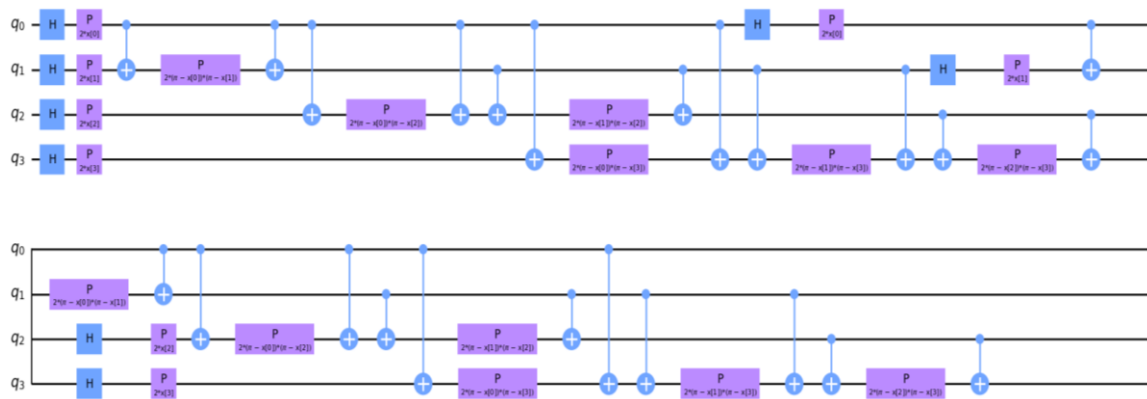 q₀ H P 2*x[0] H P 2*x[0]
q₁ H P 2*x[1] P 2*(π − x[0])*(π − x[1]) H P 2*x[1]
q₂ H P 2*x[2] P 2*(π − x[0])*(π − x[2]) P 2*(π − x[1])*(π − x[2])
q₃ H P 2*x[3] P 2*(π − x[0])*(π − x[3]) P 2*(π − x[1])*(π − x[3]) P 2*(π − x[2])*(π − x[3])
q₀
q₁ P 2*(π − x[0])*(π − x[1])
q₂ H P 2*x[2] P 2*(π − x[0])*(π − x[2]) P 2*(π − x[1])*(π − x[2])
q₃ H P 2*x[3] P 2*(π − x[0])*(π − x[3]) P 2*(π − x[1])*(π − x[3]) P 2*(π − x[2])*(π − x[3])